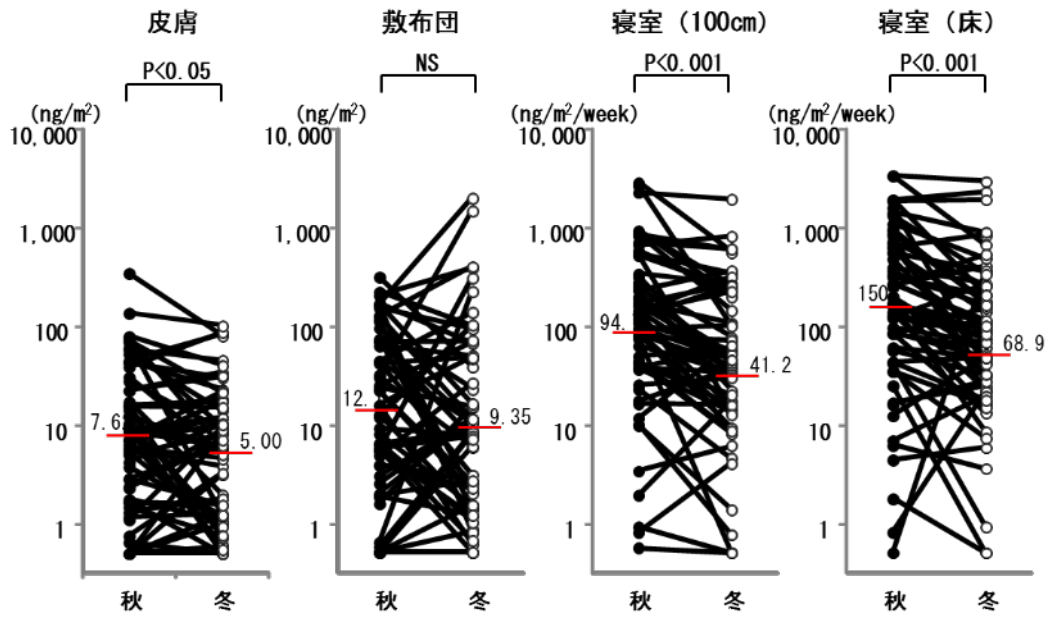 皮膚
敷布団
寝室（100cm）
寝室（床）
P<0.05
NS
P<0.001
P<0.001
(ng/m²)
(ng/m²)
(ng/m²/week)
(ng/m²/week)
10,000
10,000
10,000
10,000
1,000
1,000
1,000
1,000
100
100
100
100
10
10
10
10
1
1
1
1
7.6
5.00
12.
9.35
94.
41.2
150
68.9
秋
冬
秋
冬
秋
冬
秋
冬